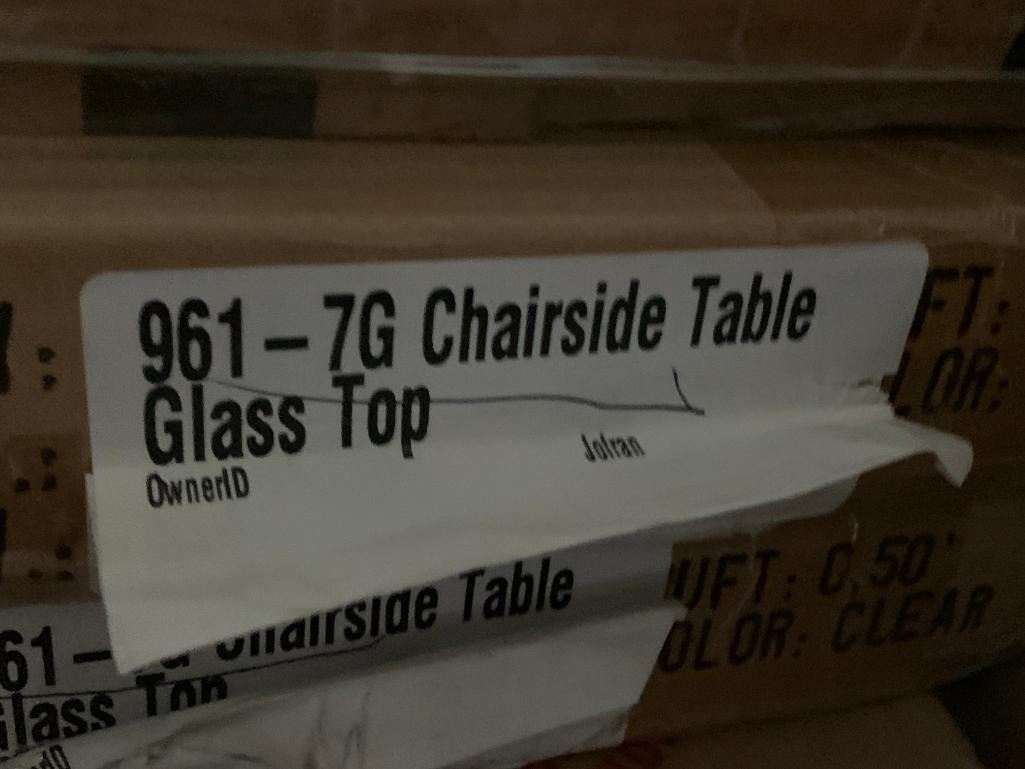 961-7G Chairside Table
Glass Top
OwnerID Jofran
FT:
LOR:
61- Chairside Table
Glass Top
UFT: 0.50'
OLOR: CLEAR